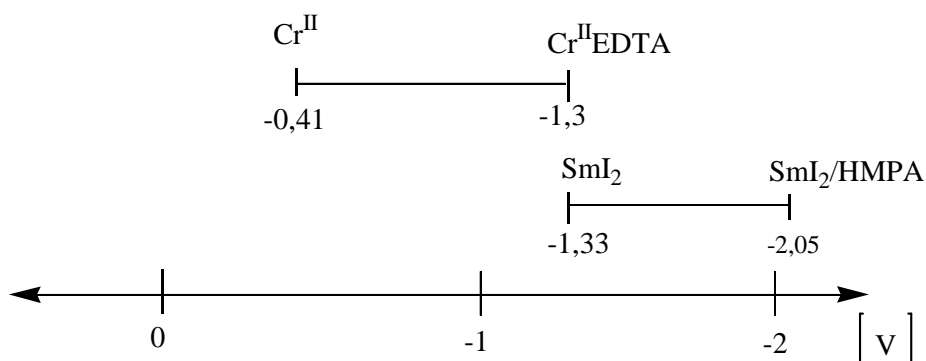 Cr^II Cr^IIEDTA
-0,41 -1,3
SmI₂ SmI₂/HMPA
-1,33 -2,05
0 -1 -2 [ V ]